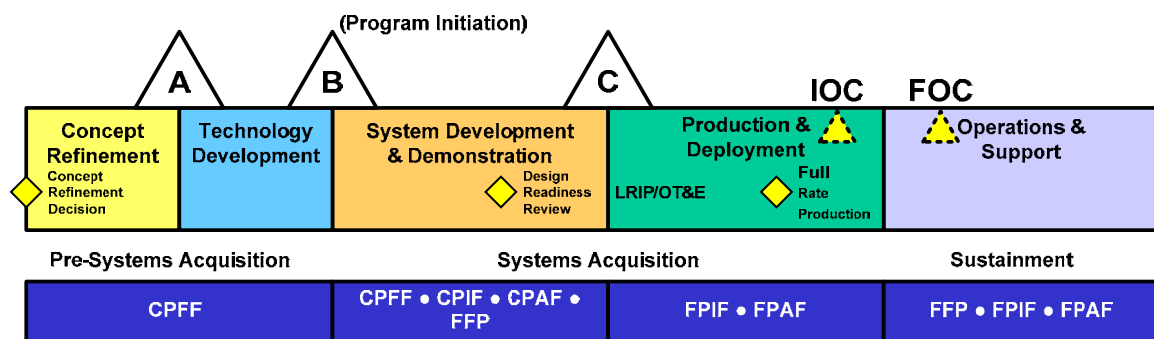 (Program Initiation)
A
B
C
IOC
FOC
Concept
Refinement
Concept
Refinement
Decision
Technology
Development
System Development
& Demonstration
Design
Readiness
Review
Production &
Deployment
LRIP/OT&E
Full
Rate
Production
Operations &
Support
Pre-Systems Acquisition
Systems Acquisition
Sustainment
CPFF
CPFF ● CPIF ● CPAF ●
FFP
FPIF ● FPAF
FFP ● FPIF ● FPAF